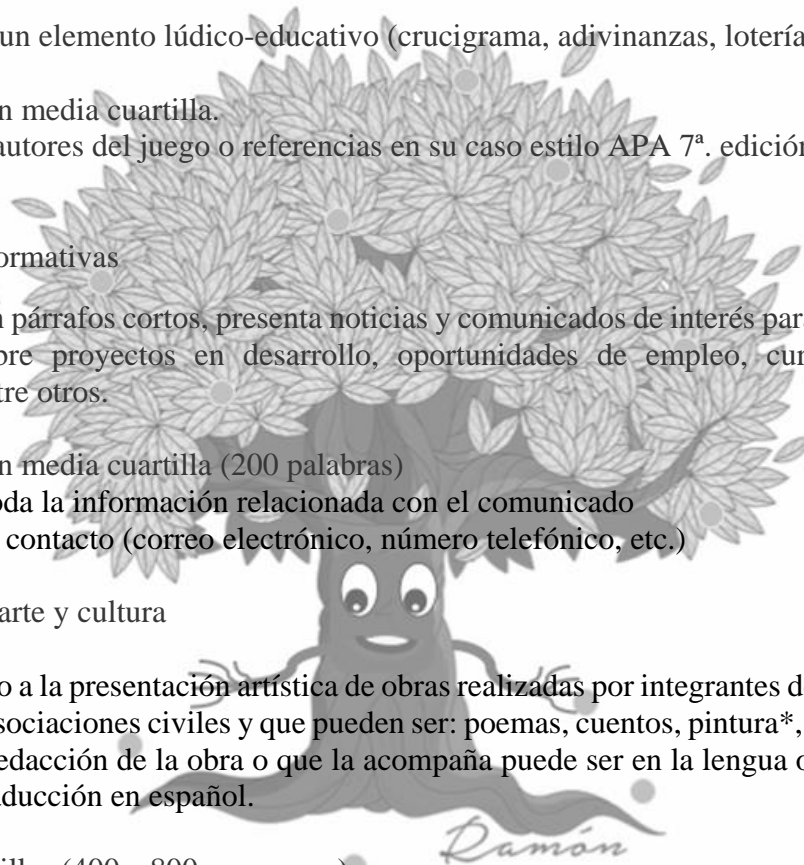 un elemento lúdico-educativo (crucigrama, adivinanzas, lotería
n media cuartilla.
autores del juego o referencias en su caso estilo APA 7ª. edición
ormativas
n párrafos cortos, presenta noticias y comunicados de interés para
bre proyectos en desarrollo, oportunidades de empleo, cur
tre otros.
n media cuartilla (200 palabras)
oda la información relacionada con el comunicado
contacto (correo electrónico, número telefónico, etc.)
arte y cultura
o a la presentación artística de obras realizadas por integrantes d
sociaciones civiles y que pueden ser: poemas, cuentos, pintura*,
edacción de la obra o que la acompaña puede ser en la lengua o
aducción en español.
Ramón